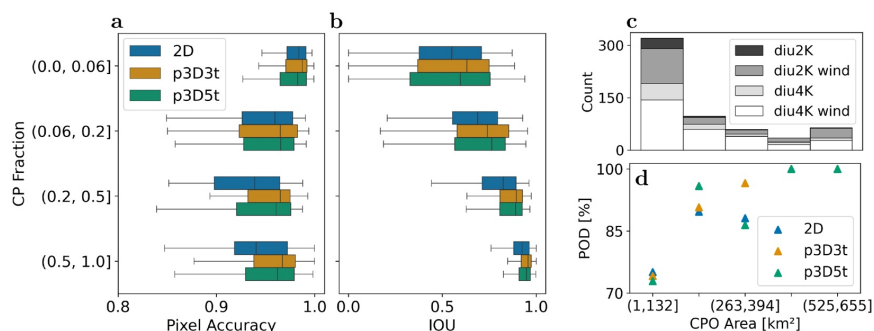 a
b
c
d
CP Fraction
(0.0, 0.06]
(0.06, 0.2]
(0.2, 0.5]
(0.5, 1.0]
2D
p3D3t
p3D5t
0.8
0.9
1.0
Pixel Accuracy
0.0
0.5
1.0
IOU
Count
300
150
0
diu2K
diu2K wind
diu4K
diu4K wind
POD [%]
100
85
70
2D
p3D3t
p3D5t
(1,132]
(263,394]
(525,655]
CPO Area [km²]